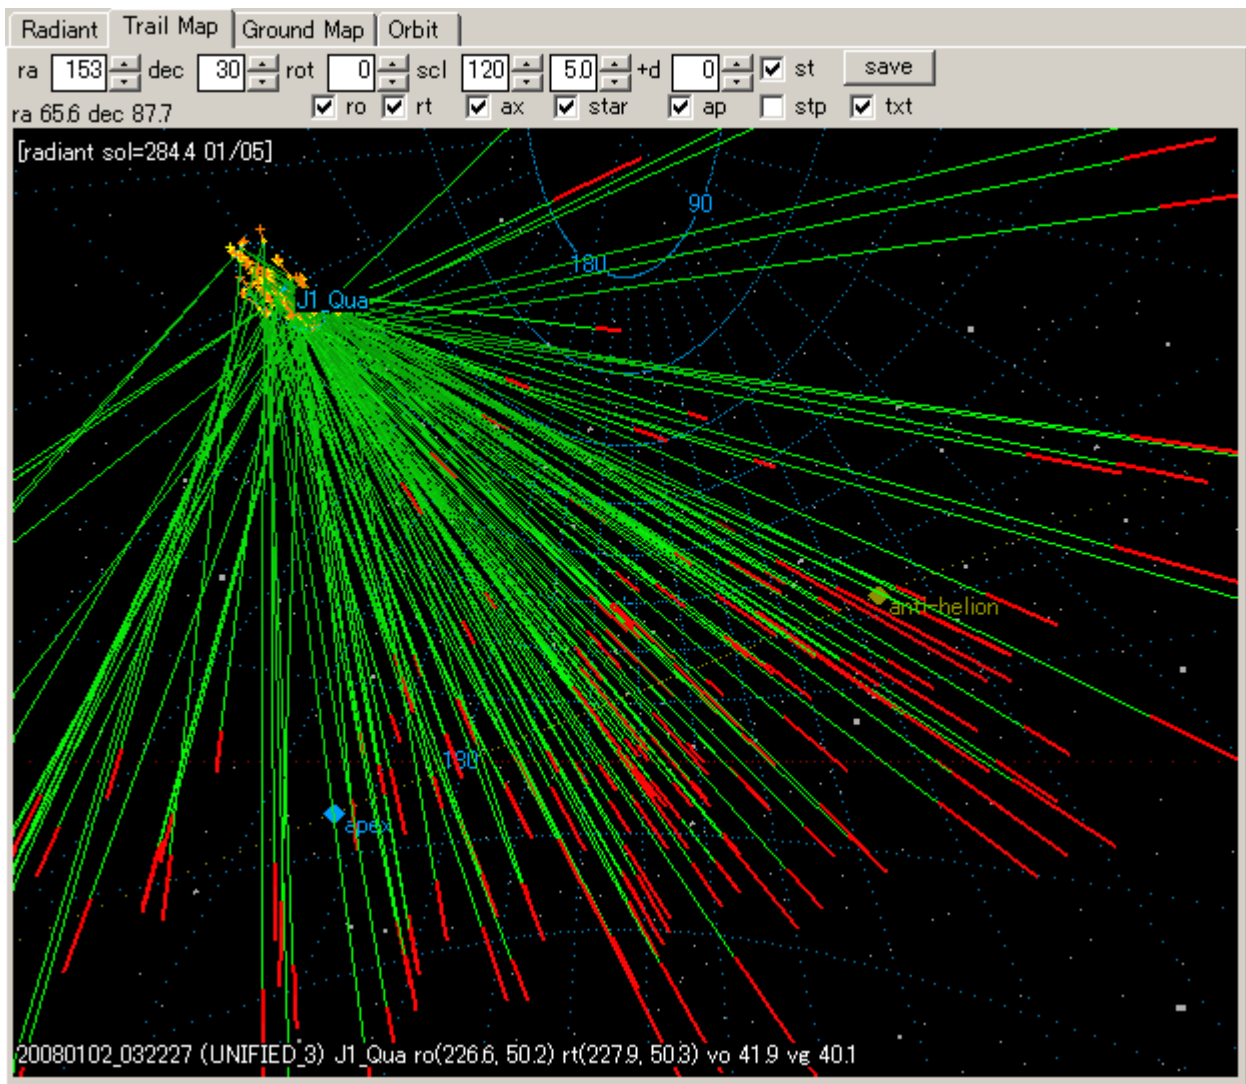 Radiant Trail Map Ground Map Orbit
ra 153 dec 30 rot 0 scl 120 5.0 +d 0 st save
ra 65.6 dec 87.7 ro rt ax star ap stp txt
[radiant sol=284.4 01/05]
90
180
J1_Qua
anti-helion
180
apex
20080102_032227 (UNIFIED_3) J1_Qua ro(226.6, 50.2) rt(227.9, 50.3) vo 41.9 vg 40.1